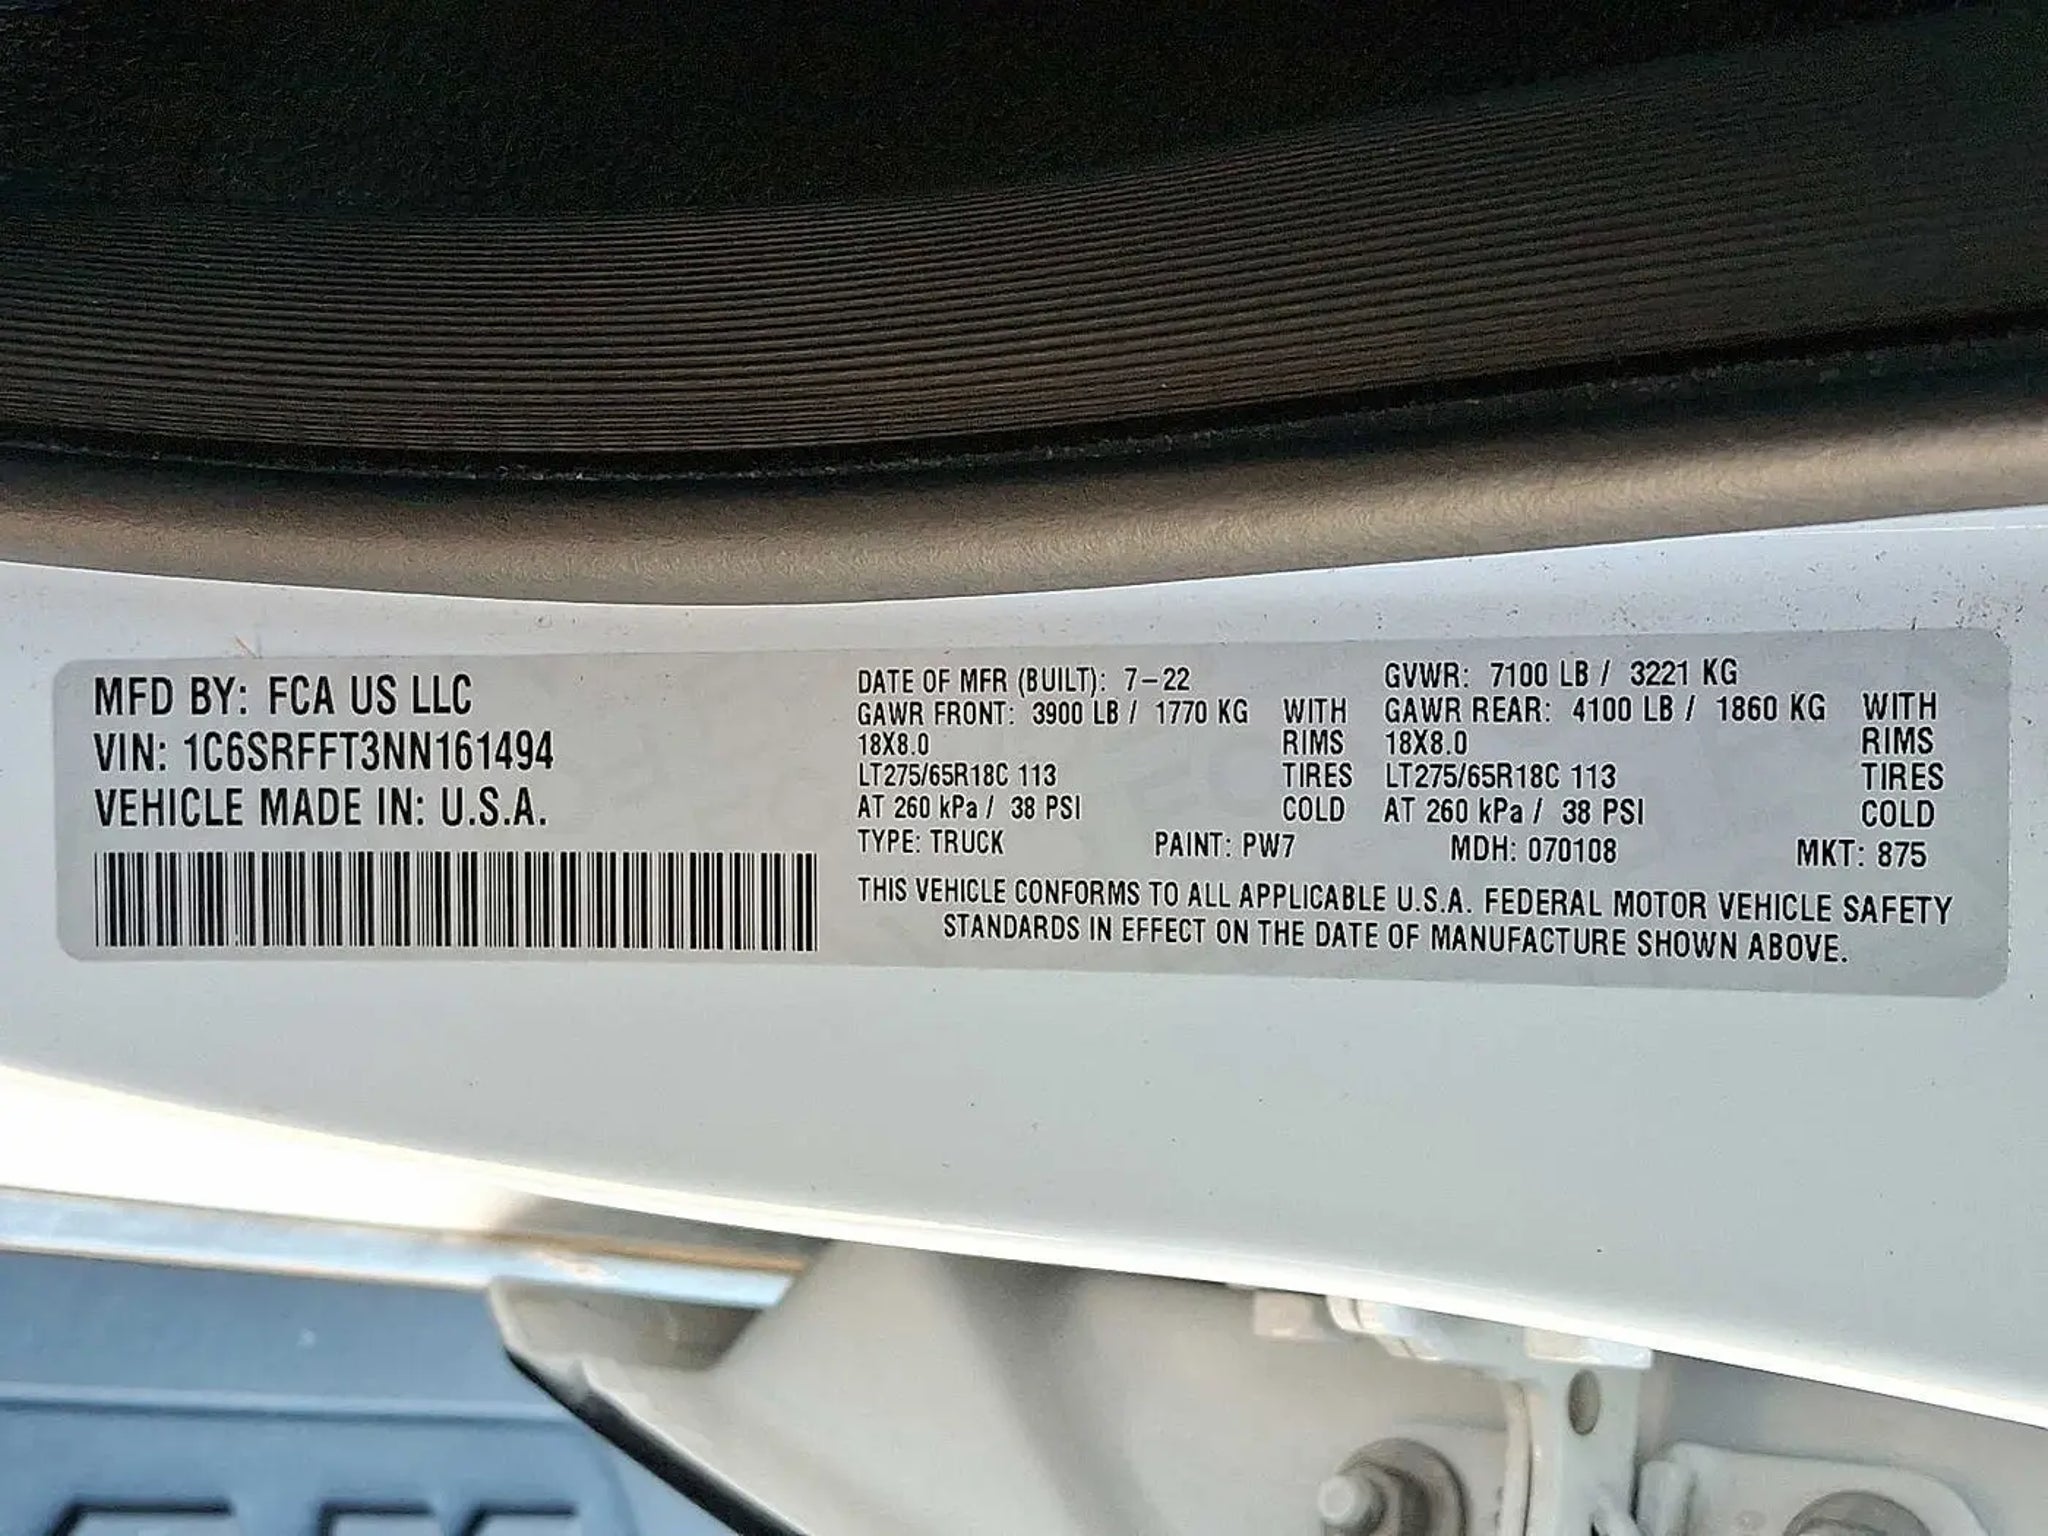 MFD BY: FCA US LLC
VIN: 1C6SRFFT3NN161494
VEHICLE MADE IN: U.S.A.
DATE OF MFR (BUILT): 7-22 GVWR: 7100 LB / 3221 KG
GAWR FRONT: 3900 LB / 1770 KG WITH GAWR REAR: 4100 LB / 1860 KG WITH
18X8.0 RIMS 18X8.0 RIMS
LT275/65R18C 113 TIRES LT275/65R18C 113 TIRES
AT 260 kPa / 38 PSI COLD AT 260 kPa / 38 PSI COLD
TYPE: TRUCK PAINT: PW7 MDH: 070108 MKT: 875
THIS VEHICLE CONFORMS TO ALL APPLICABLE U.S.A. FEDERAL MOTOR VEHICLE SAFETY
STANDARDS IN EFFECT ON THE DATE OF MANUFACTURE SHOWN ABOVE.